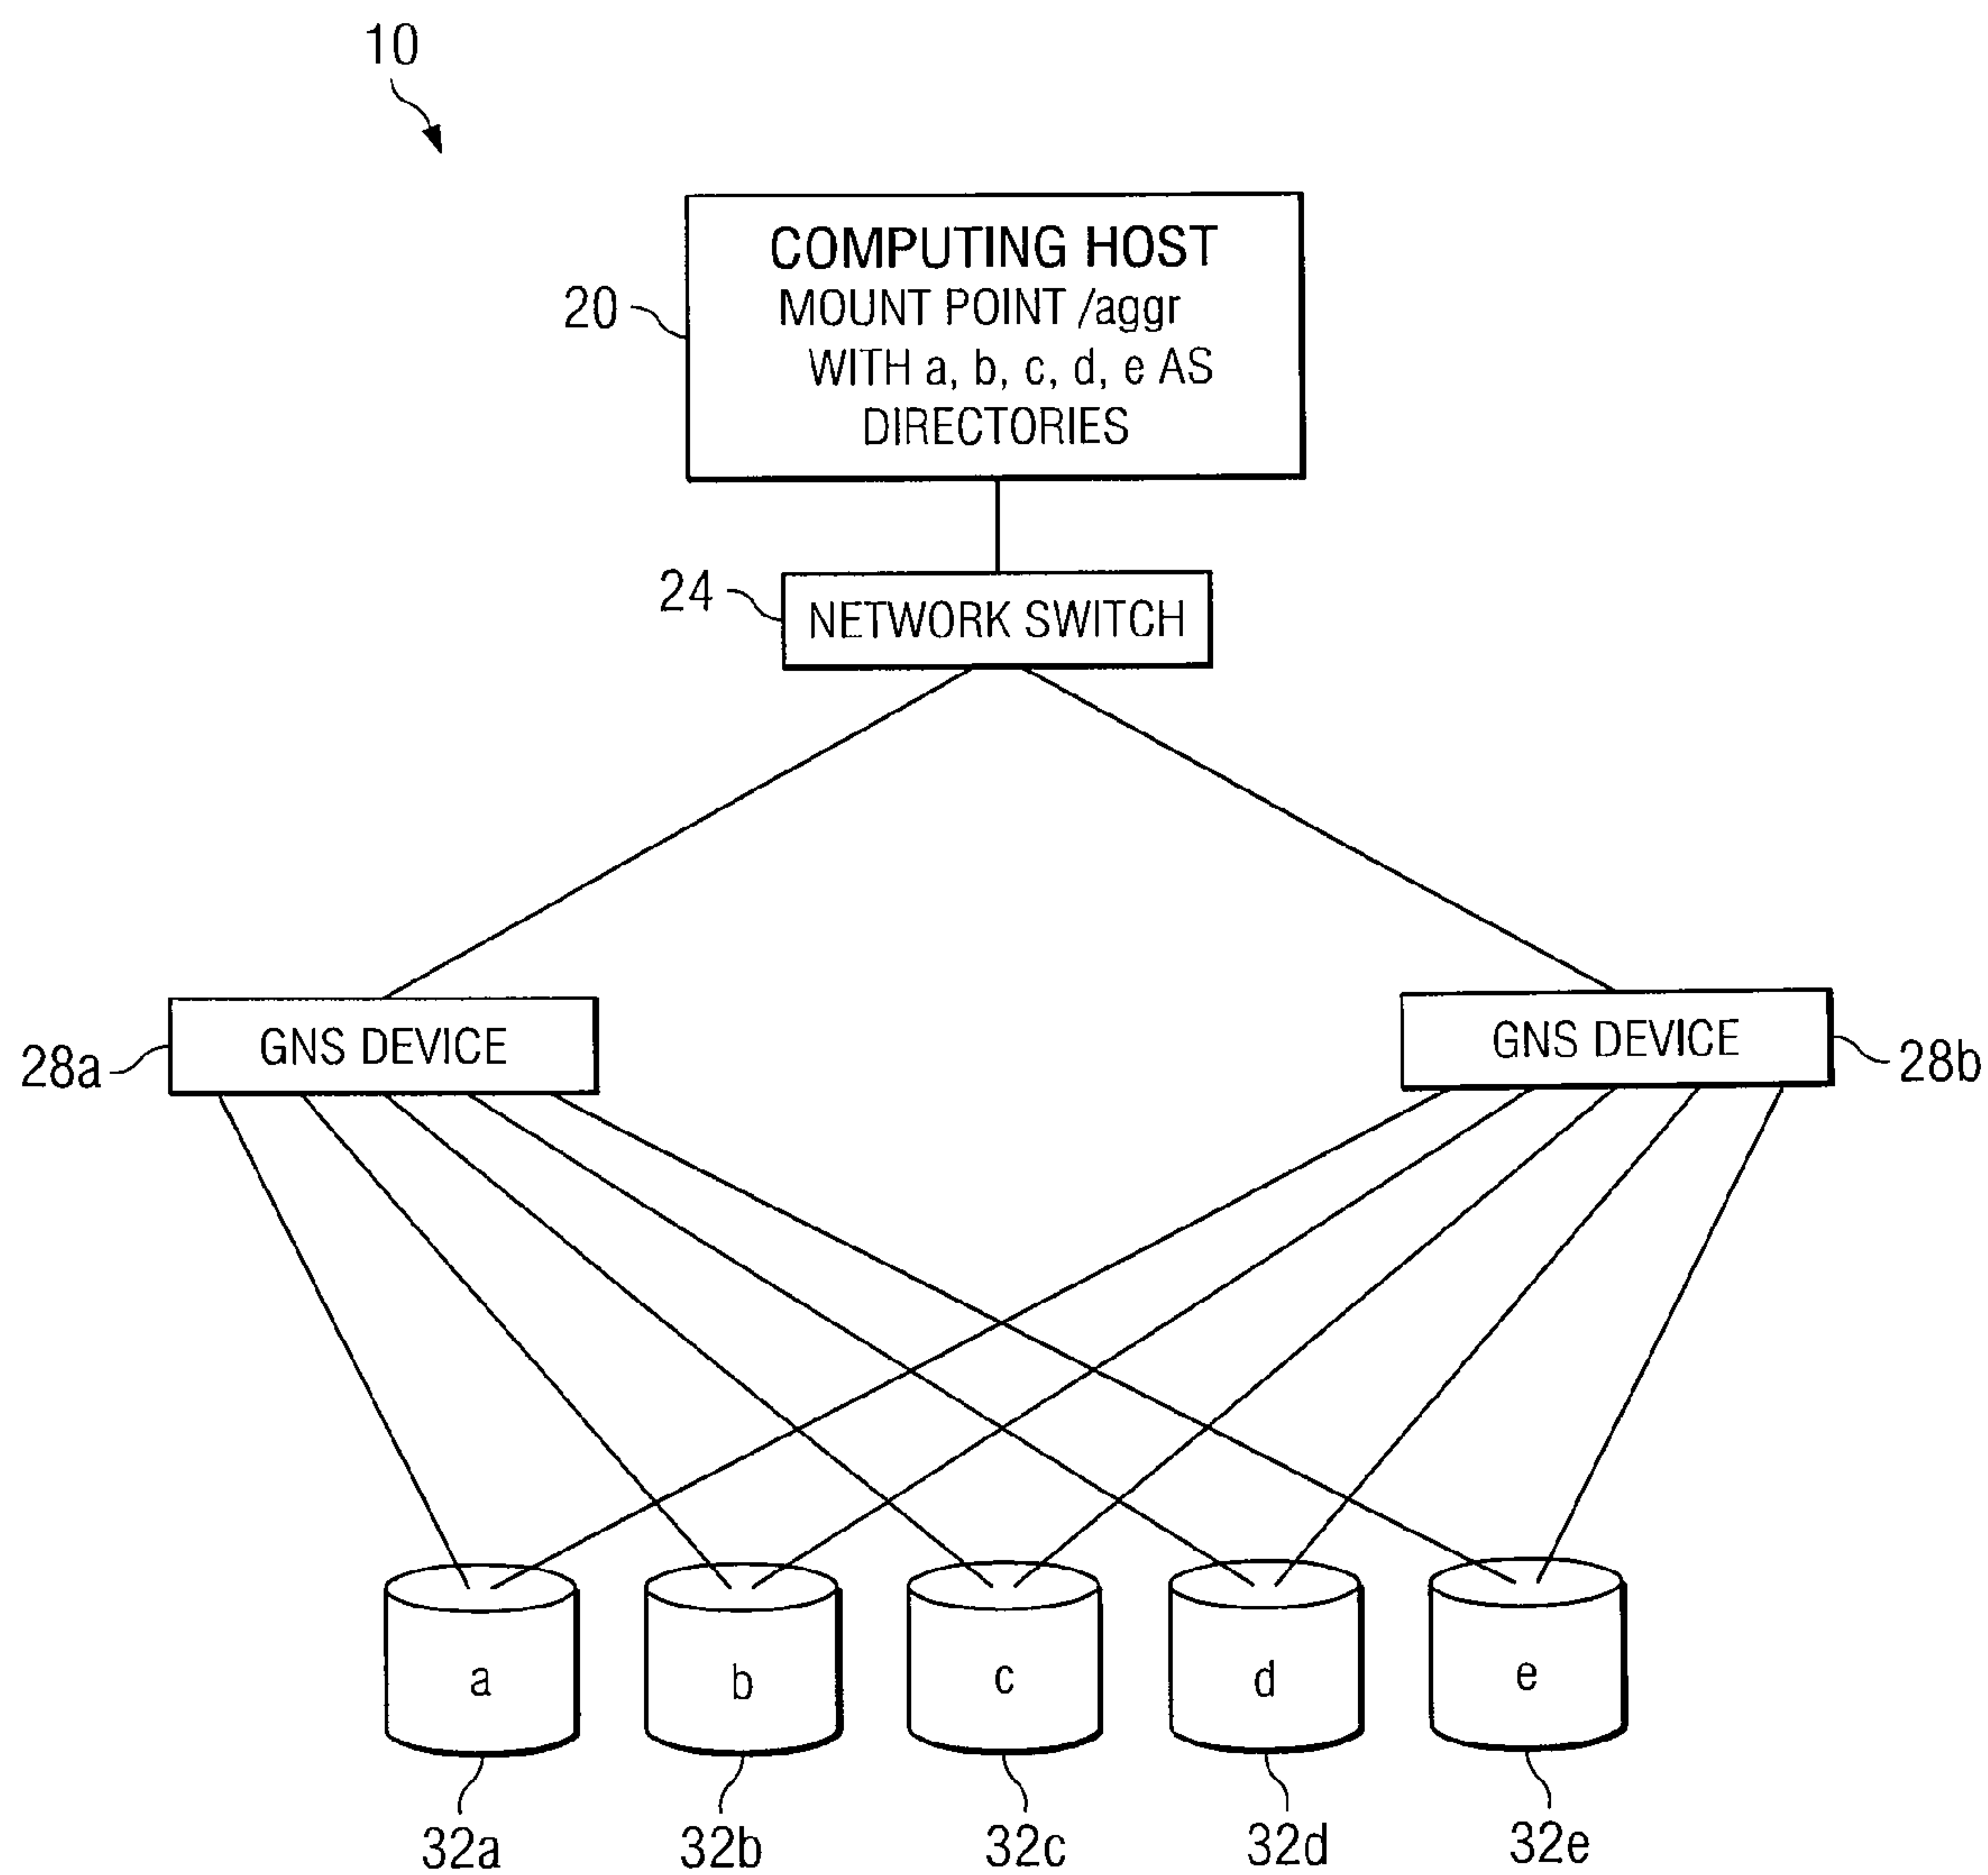 10
COMPUTING HOST
MOUNT POINT /aggr
WITH a, b, c, d, e AS
DIRECTORIES
20
24
NETWORK SWITCH
28a
GNS DEVICE
GNS DEVICE
28b
a
b
c
d
e
32a
32b
32c
32d
32e